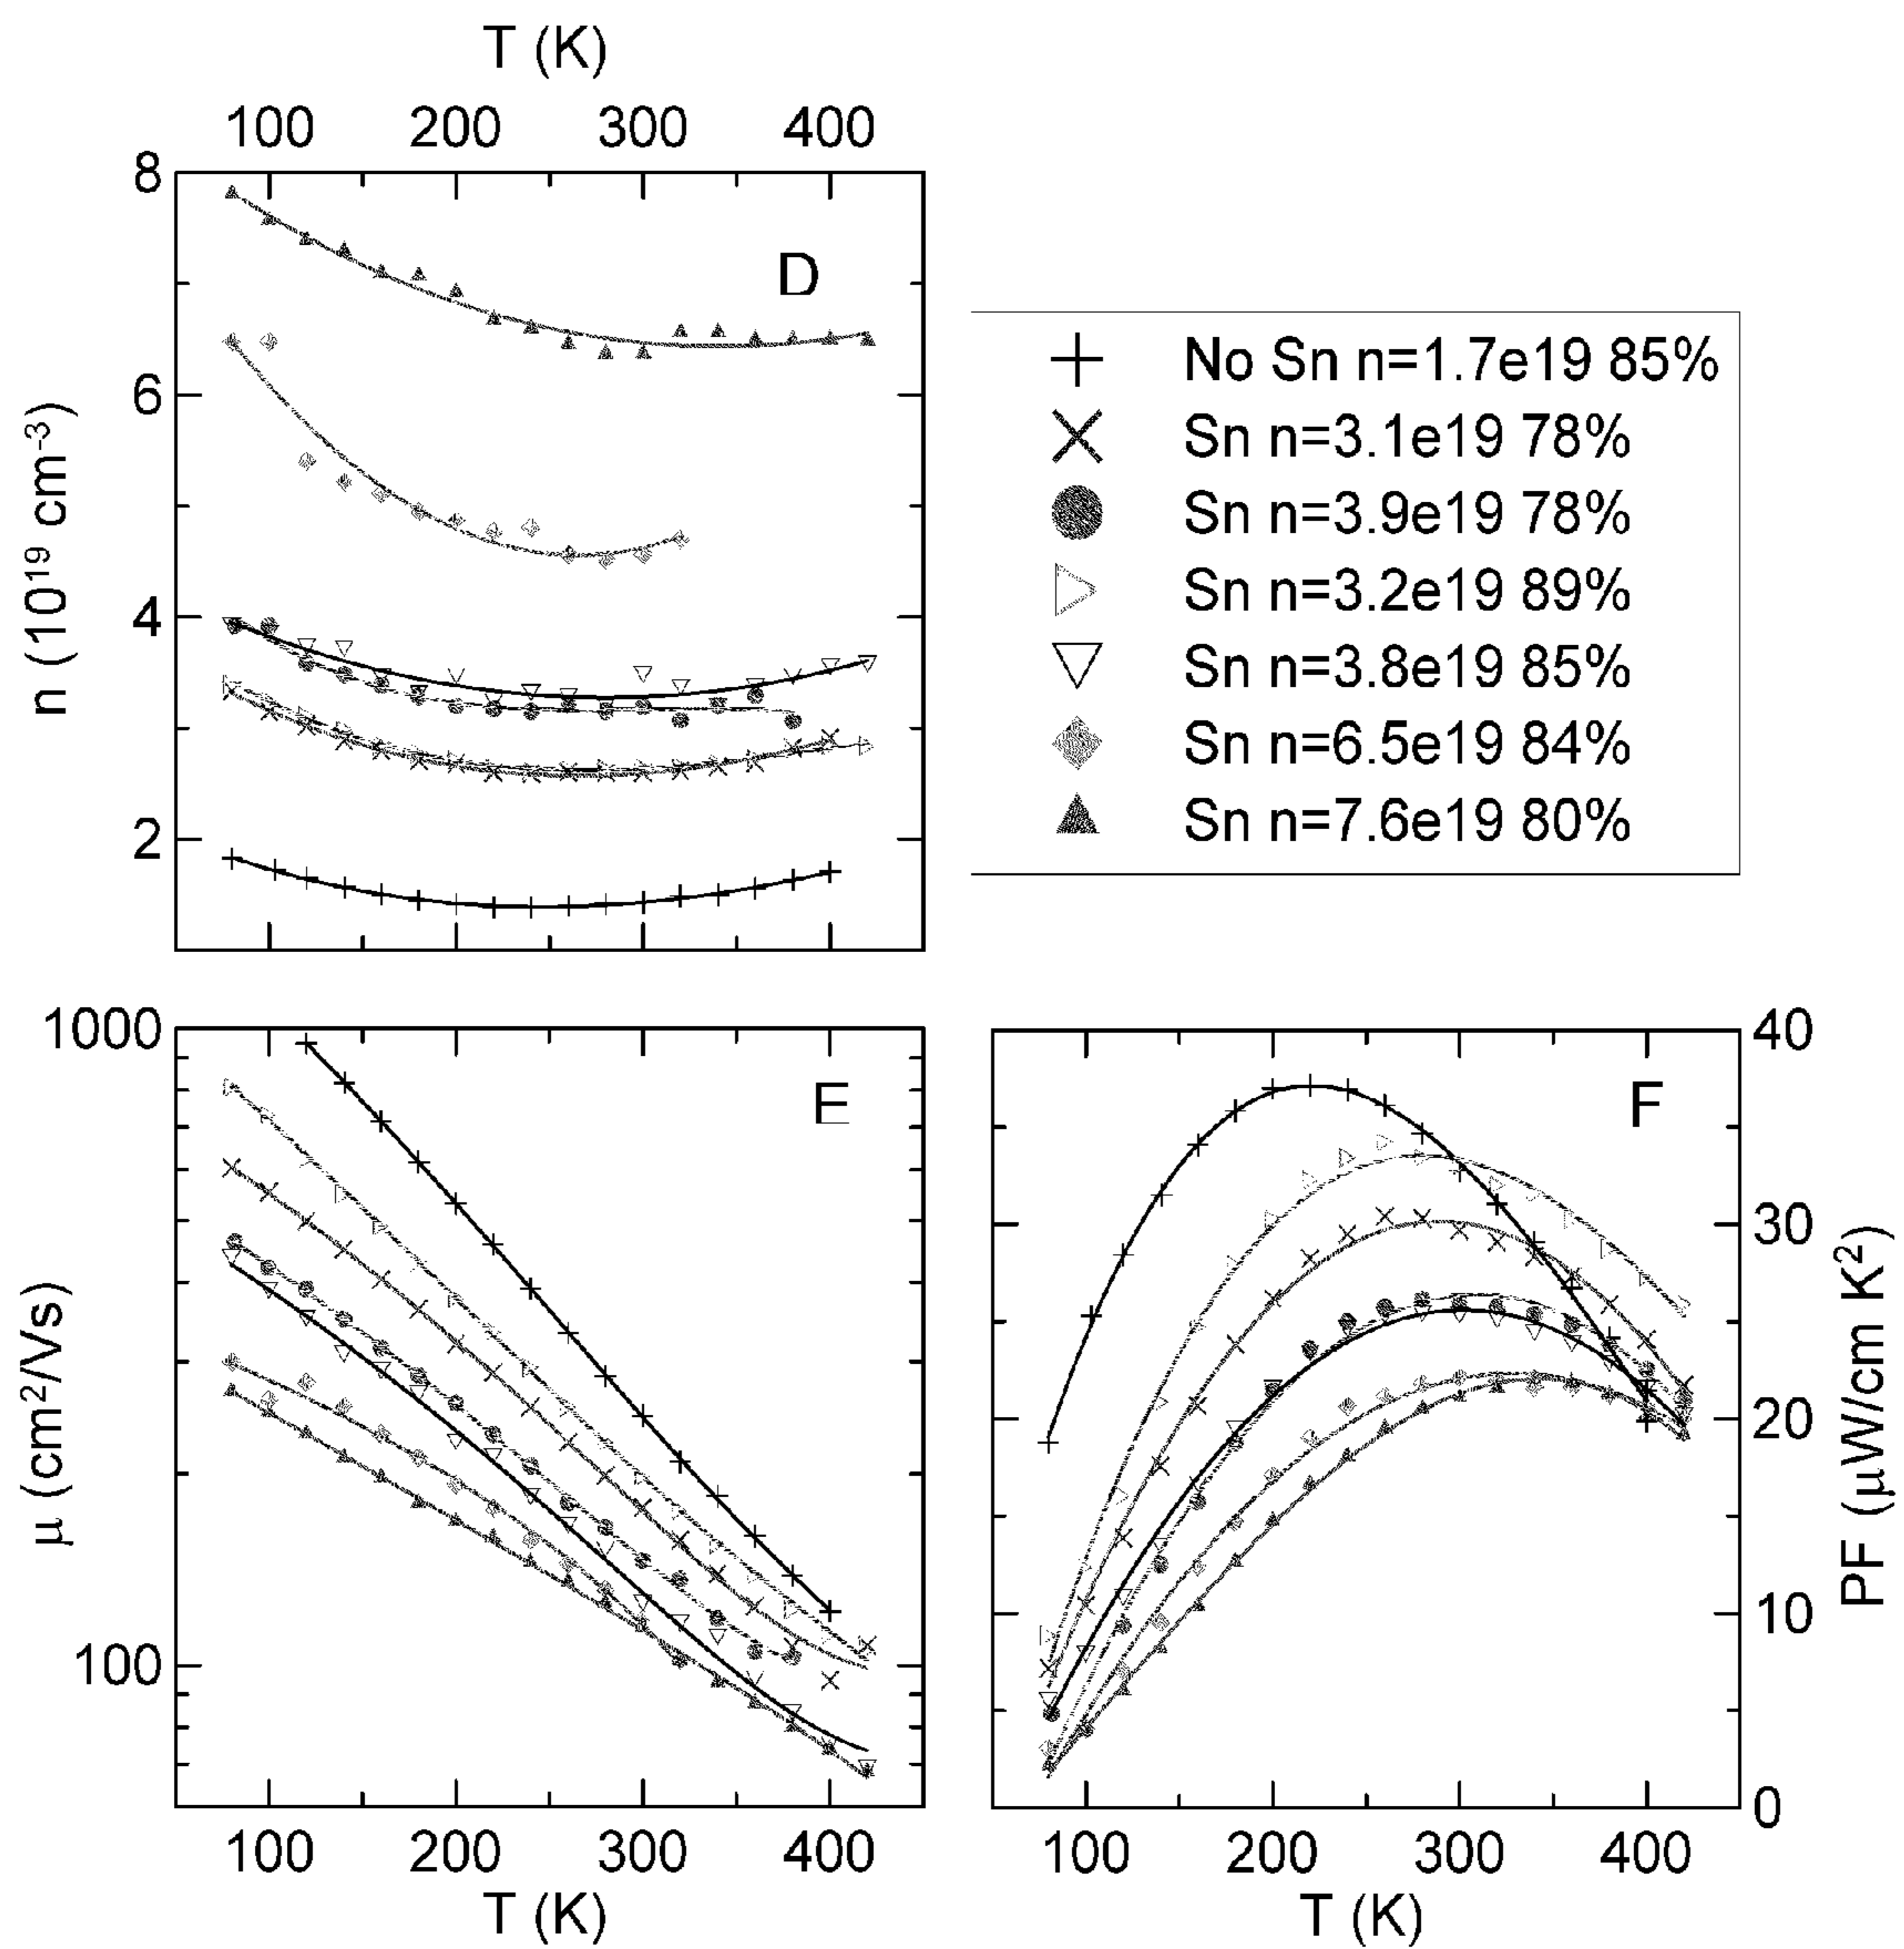 T (K)
100 200 300 400
8
6
4
2
n (10¹⁹ cm⁻³)
D
No Sn n=1.7e19 85%
Sn n=3.1e19 78%
Sn n=3.9e19 78%
Sn n=3.2e19 89%
Sn n=3.8e19 85%
Sn n=6.5e19 84%
Sn n=7.6e19 80%
1000
100
μ (cm²/Vs)
E
100 200 300 400
T (K)
F
40
30
20
10
0
PF (μW/cm K²)
100 200 300 400
T (K)